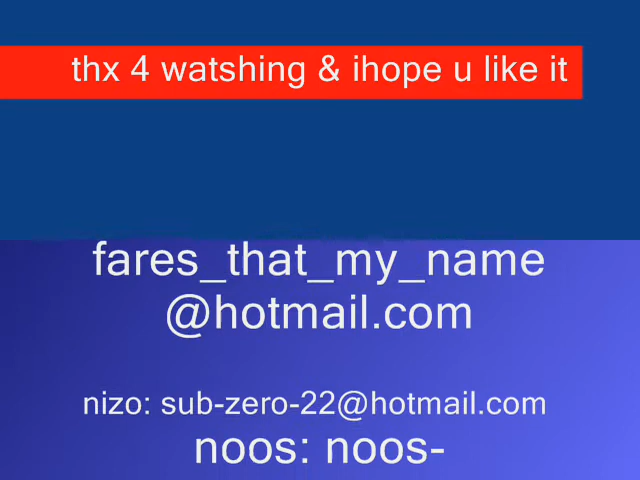 thx 4 watshing & ihope u like it
fares_that_my_name
@hotmail.com
nizo: sub-zero-22@hotmail.com
noos: noos-